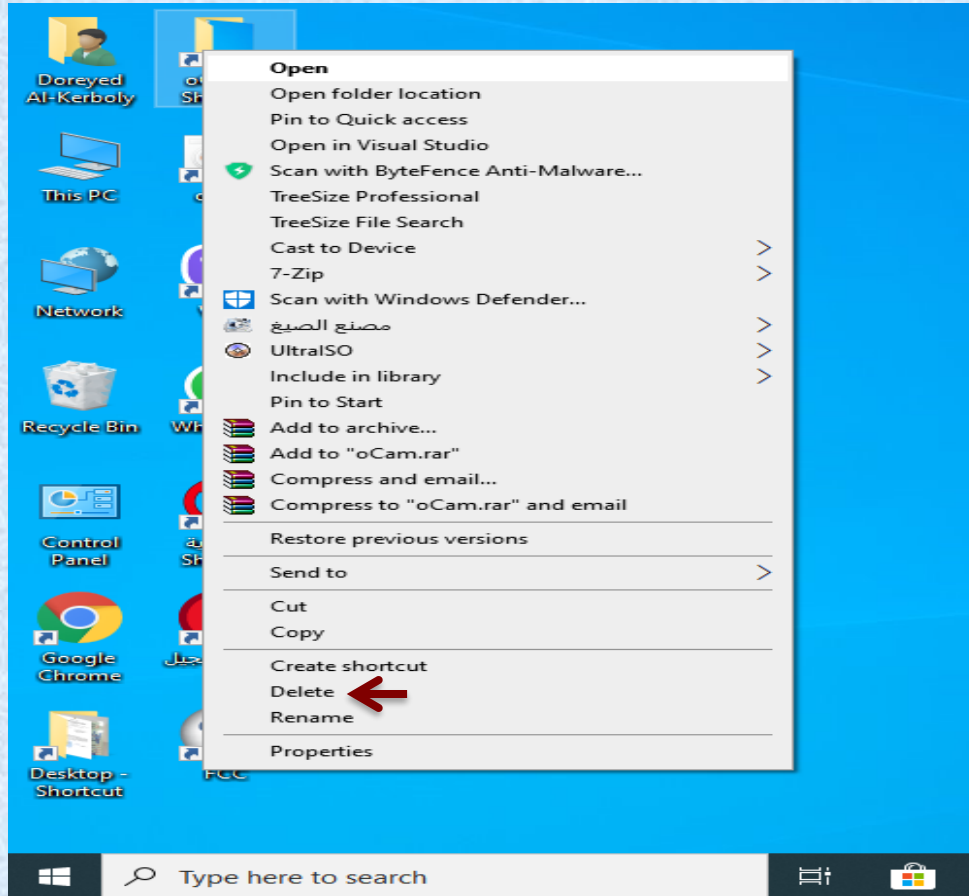 Doreyed
Al-Kerboly
This PC
Network
Recycle Bin
Control
Panel
Google
Chrome
Desktop -
Shortcut
FCC
Open
Open folder location
Pin to Quick access
Open in Visual Studio
Scan with ByteFence Anti-Malware...
TreeSize Professional
TreeSize File Search
Cast to Device
7-Zip
Scan with Windows Defender...
مصنع الصيغ
UltraISO
Include in library
Pin to Start
Add to archive...
Add to "oCam.rar"
Compress and email...
Compress to "oCam.rar" and email
Restore previous versions
Send to
Cut
Copy
Create shortcut
Delete
Rename
Properties
Type here to search